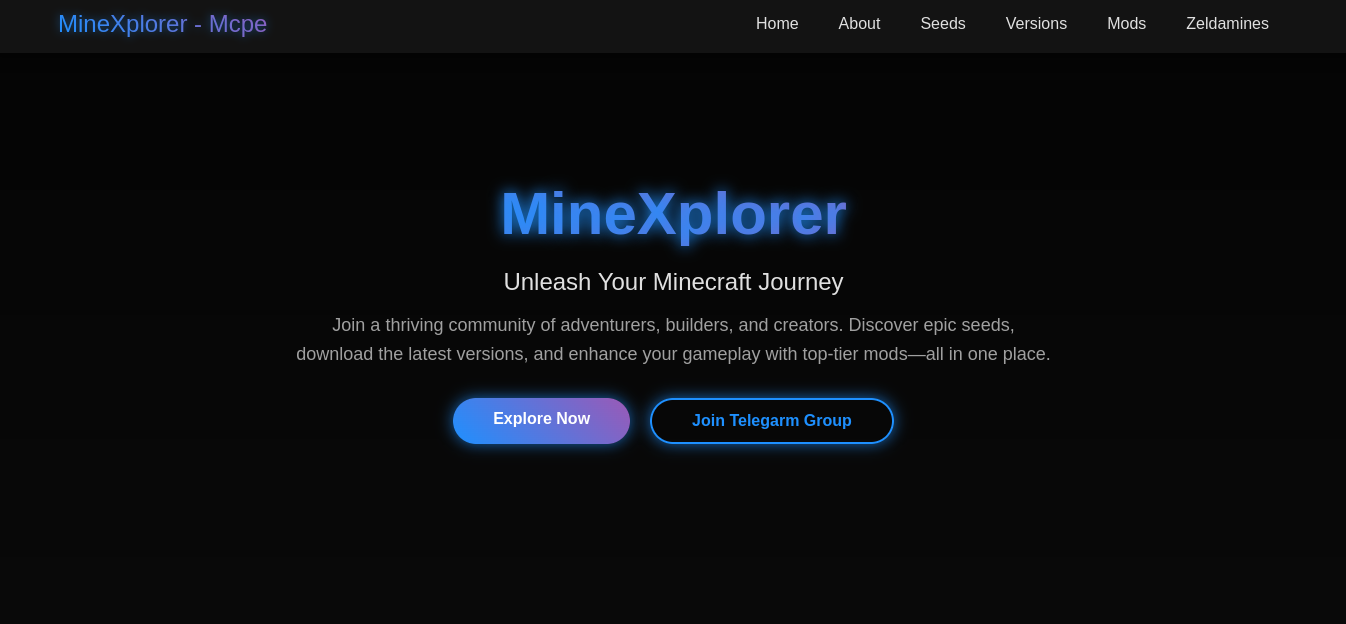 MineXplorer - Mcpe
Home About Seeds Versions Mods Zeldamines
MineXplorer
Unleash Your Minecraft Journey
Join a thriving community of adventurers, builders, and creators. Discover epic seeds,
download the latest versions, and enhance your gameplay with top-tier mods—all in one place.
Explore Now
Join Telegarm Group